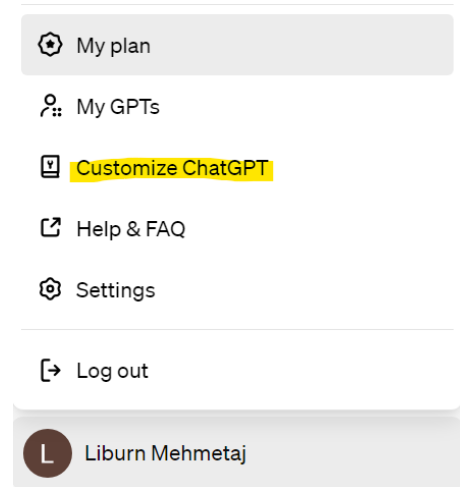 My plan
My GPTs
Customize ChatGPT
Help & FAQ
Settings
Log out
L
Liburn Mehmetaj